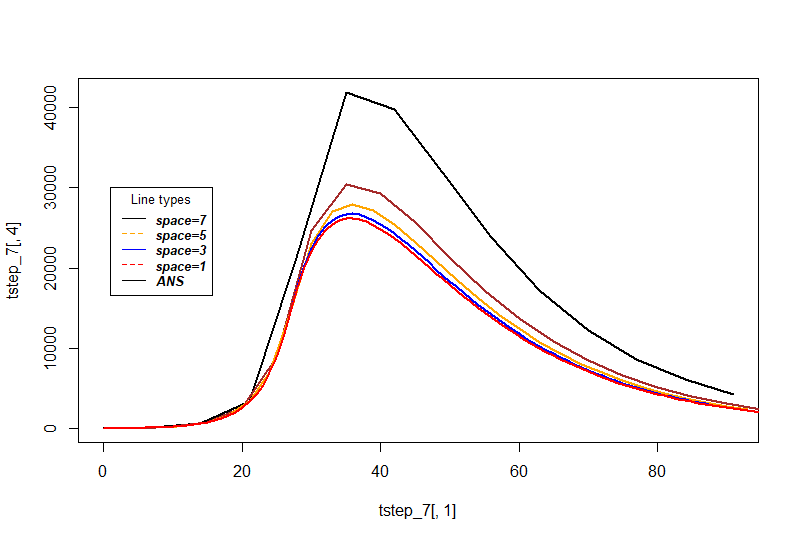 40000
30000
20000
10000
0
tstep_7[, 4]
Line types
space=7
space=5
space=3
space=1
ANS
0 20 40 60 80
tstep_7[, 1]